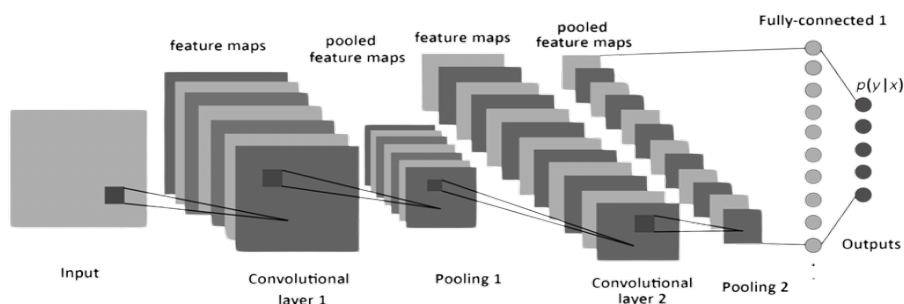 Fully-connected 1
feature maps
pooled
feature maps
feature maps
pooled
feature maps
p(y|x)
Input
Convolutional
layer 1
Pooling 1
Convolutional
layer 2
Pooling 2
Outputs